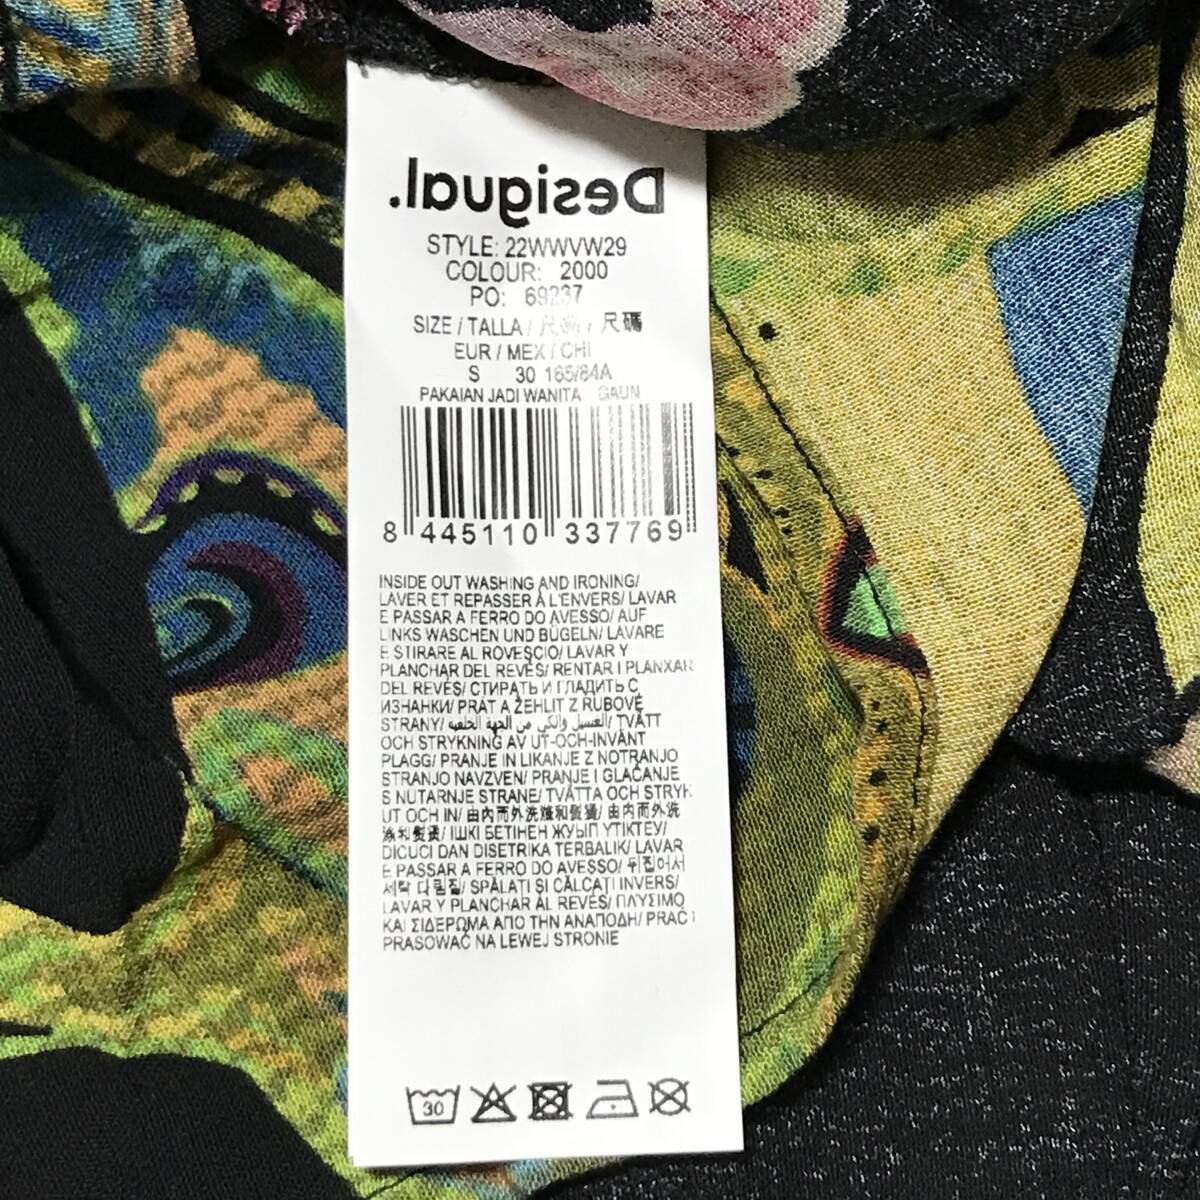 Desigual.
STYLE: 22WWVW29
COLOUR: 2000
PO: 69237
SIZE / TALLA / 尺碼
EUR / MEX / CHI
S 30 165/84A
PAKAIAN JADI WANITA GAUN
8 445110 337769
INSIDE OUT WASHING AND IRONING/
LAVER ET REPASSER À L'ENVERS/ LAVAR
E PASSAR A FERRO DO AVESSO/ AUF
LINKS WASCHEN UND BÜGELN/ LAVARE
E STIRARE AL ROVESCIO/ LAVAR Y
PLANCHAR DEL REVÉS/ RENTAR I PLANXAR
DEL REVÉS/ СТИРАТЬ И ГЛАДИТЬ С
ИЗНАНКИ/ PRAT A ŽEHLIT Z RUBOVÉ
STRANY/ الغسيل والكي من الجهة الخلفية/ TVÄTT
OCH STRYKNING AV UT-OCH-INVÄNT
PLAGG/ PRANJE IN LIKANJE Z NOTRANJO
STRANJO NAVZVEN/ PRANJE I GLAČANJE
S NUTARNJE STRANE/ TVÄTTA OCH STRYK
UT OCH IN/ 由内而外洗滌和熨燙/ 由内而外洗
涤和熨烫/ ІШКІ БЕТІНЕН ЖУЫП ҮТІКТЕУ/
DICUCI DAN DISETRIKA TERBALIK/ LAVAR
E PASSAR A FERRO DO AVESSO/ 뒤집어서
세탁 다림질/ SPĂLAȚI ȘI CĂLCAȚI INVERS/
LAVAR Y PLANCHAR AL REVÉS/ ΠΛΥΣΙΜΟ
ΚΑΙ ΣΙΔΕΡΩΜΑ ΑΠΟ ΤΗΝ ΑΝΑΠΟΔΗ/ PRAĆ I
PRASOWAĆ NA LEWEJ STRONIE
30